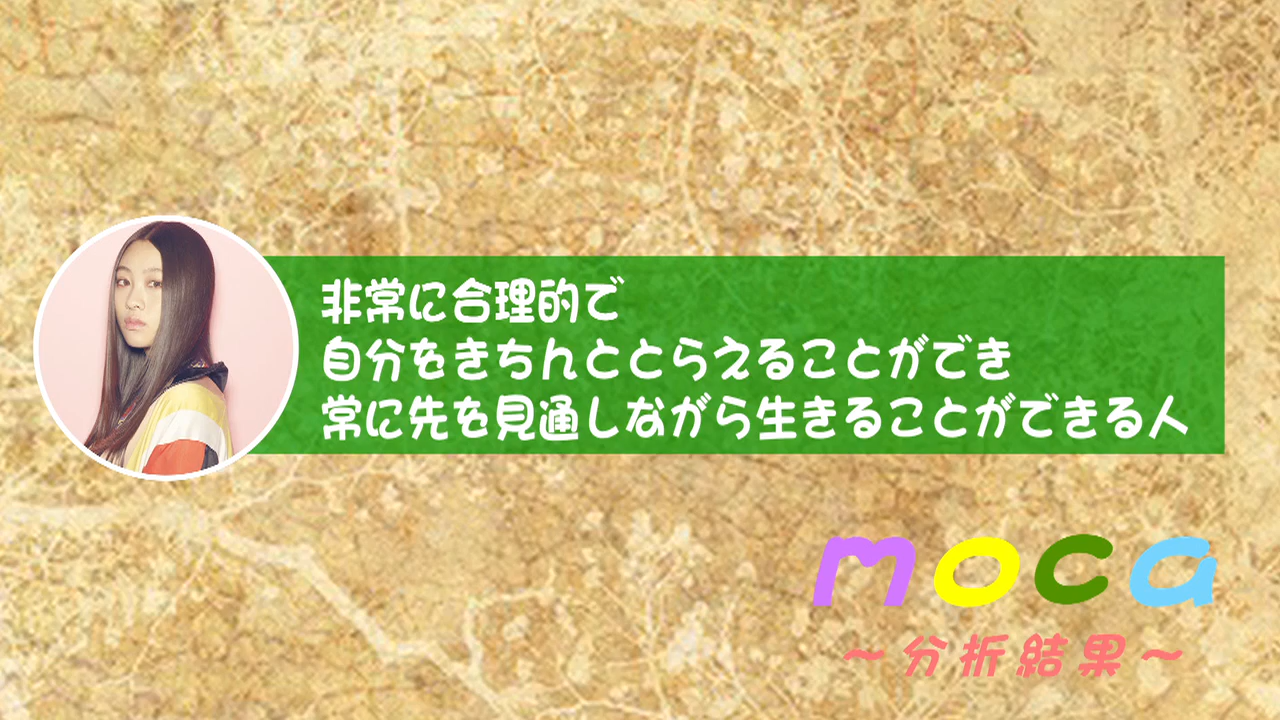 非常に合理的で
自分をきちんととらえることができ
常に先を見通しながら生きることができる人
moca
～分析結果～